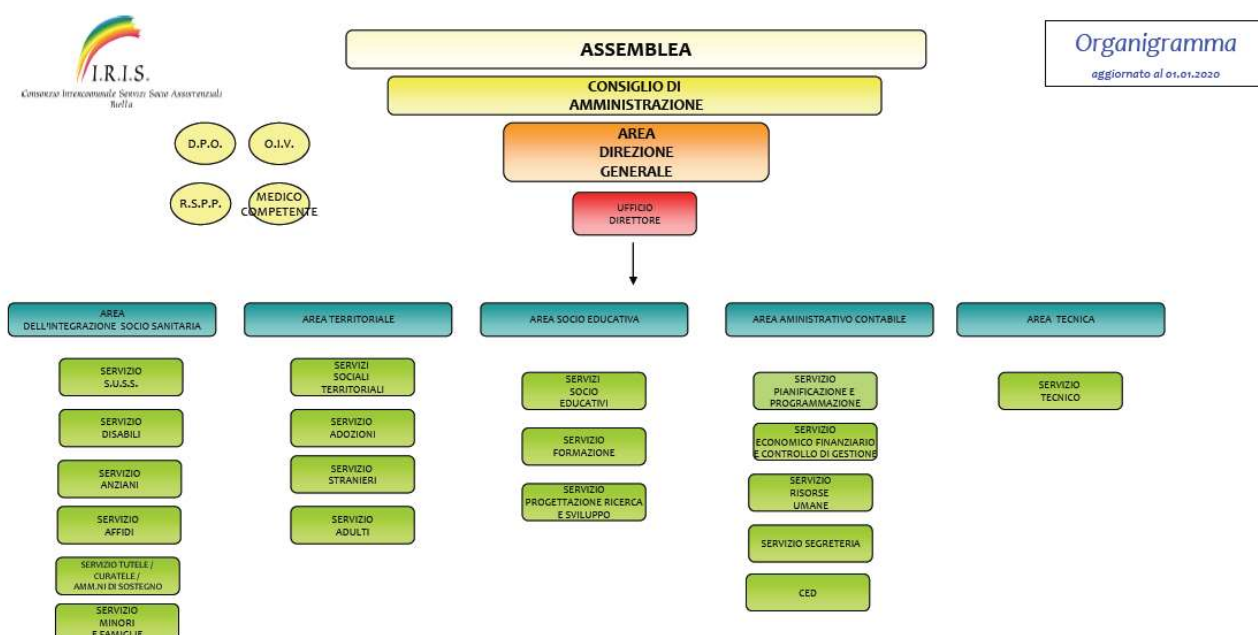 I.R.I.S.
Consorzio Intercomunale Servizi Socio Assistenziali
Biella
ASSEMBLEA
Organigramma
aggiornato al 01.01.2020
CONSIGLIO DI
AMMINISTRAZIONE
AREA
DIREZIONE
GENERALE
D.P.O.
O.I.V.
R.S.P.P.
MEDICO
COMPETENTE
UFFICIO
DIRETTORE
AREA
DELL'INTEGRAZIONE SOCIO SANITARIA
SERVIZIO
S.U.S.S.
SERVIZIO
DISABILI
SERVIZIO
ANZIANI
SERVIZIO
AFFIDI
SERVIZIO TUTELE /
CURATELE /
AMM.NI DI SOSTEGNO
SERVIZIO
MINORI
E FAMIGLIE
AREA TERRITORIALE
SERVIZI
SOCIALI
TERRITORIALI
SERVIZIO
ADOZIONI
SERVIZIO
STRANIERI
SERVIZIO
ADULTI
AREA SOCIO EDUCATIVA
SERVIZI
SOCIO
EDUCATIVI
SERVIZIO
FORMAZIONE
SERVIZIO
PROGETTAZIONE RICERCA
E SVILUPPO
AREA AMINISTRATIVO CONTABILE
SERVIZIO
PIANIFICAZIONE E
PROGRAMMAZIONE
SERVIZIO
ECONOMICO FINANZIARIO
E CONTROLLO DI GESTIONE
SERVIZIO
RISORSE
UMANE
SERVIZIO SEGRETERIA
CED
AREA TECNICA
SERVIZIO
TECNICO